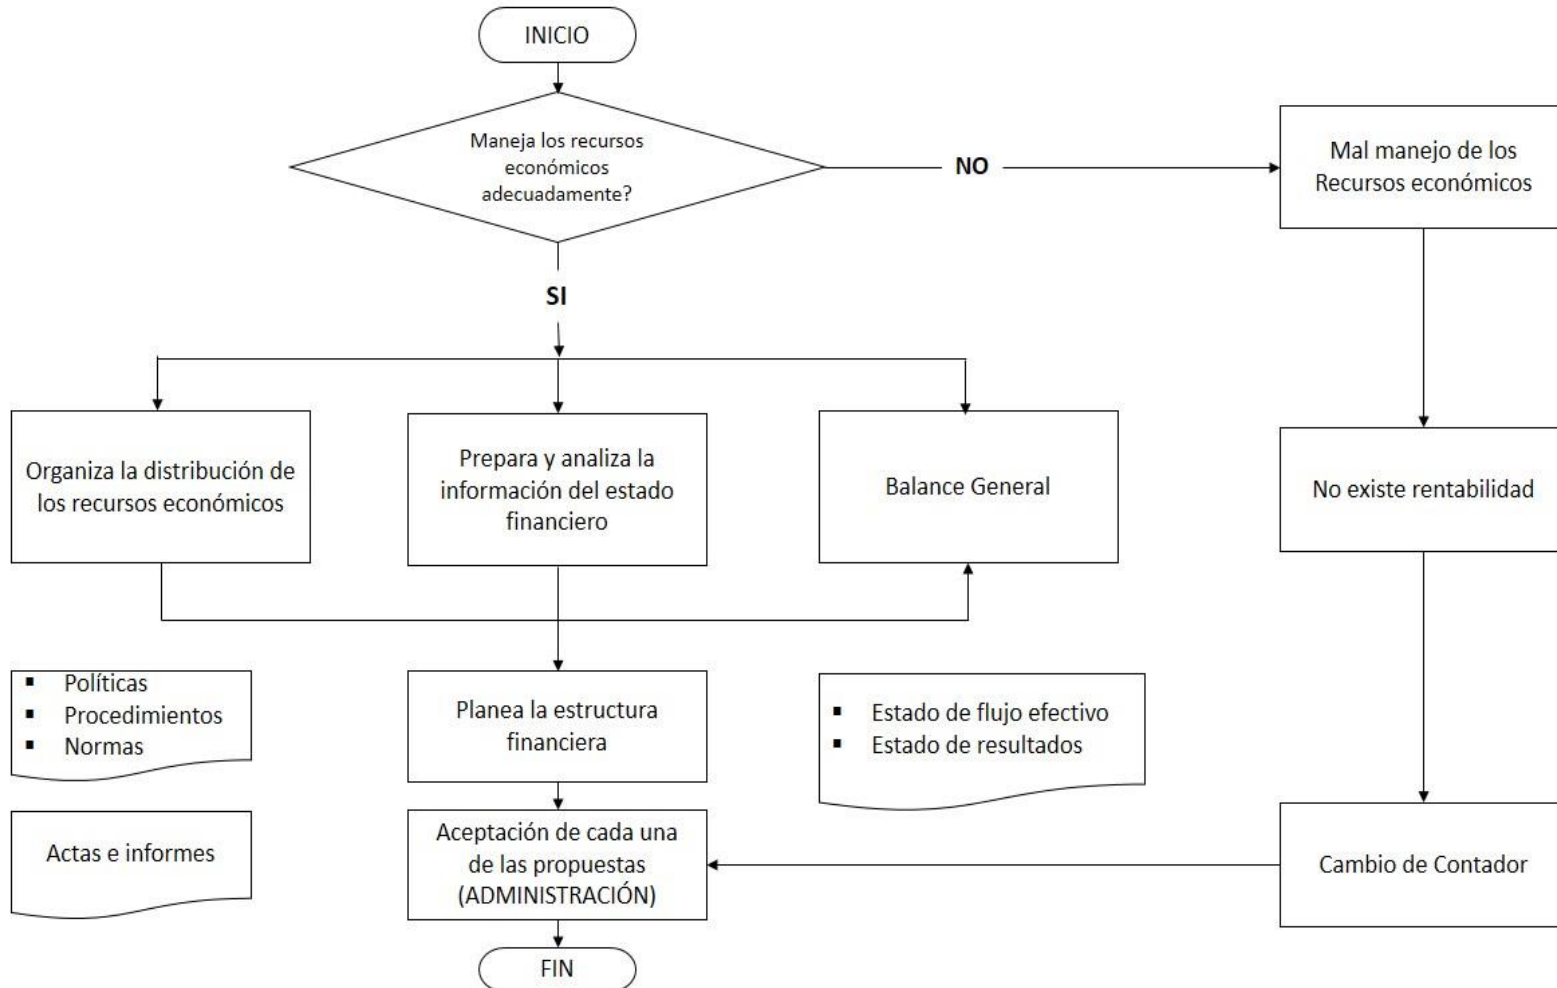 INICIO
Maneja los recursos
económicos
adecuadamente?
NO
Mal manejo de los
Recursos económicos
SI
Organiza la distribución de
los recursos económicos
Prepara y analiza la
información del estado
financiero
Balance General
No existe rentabilidad
▪ Políticas
▪ Procedimientos
▪ Normas
Planea la estructura
financiera
▪ Estado de flujo efectivo
▪ Estado de resultados
Actas e informes
Aceptación de cada una
de las propuestas
(ADMINISTRACIÓN)
Cambio de Contador
FIN